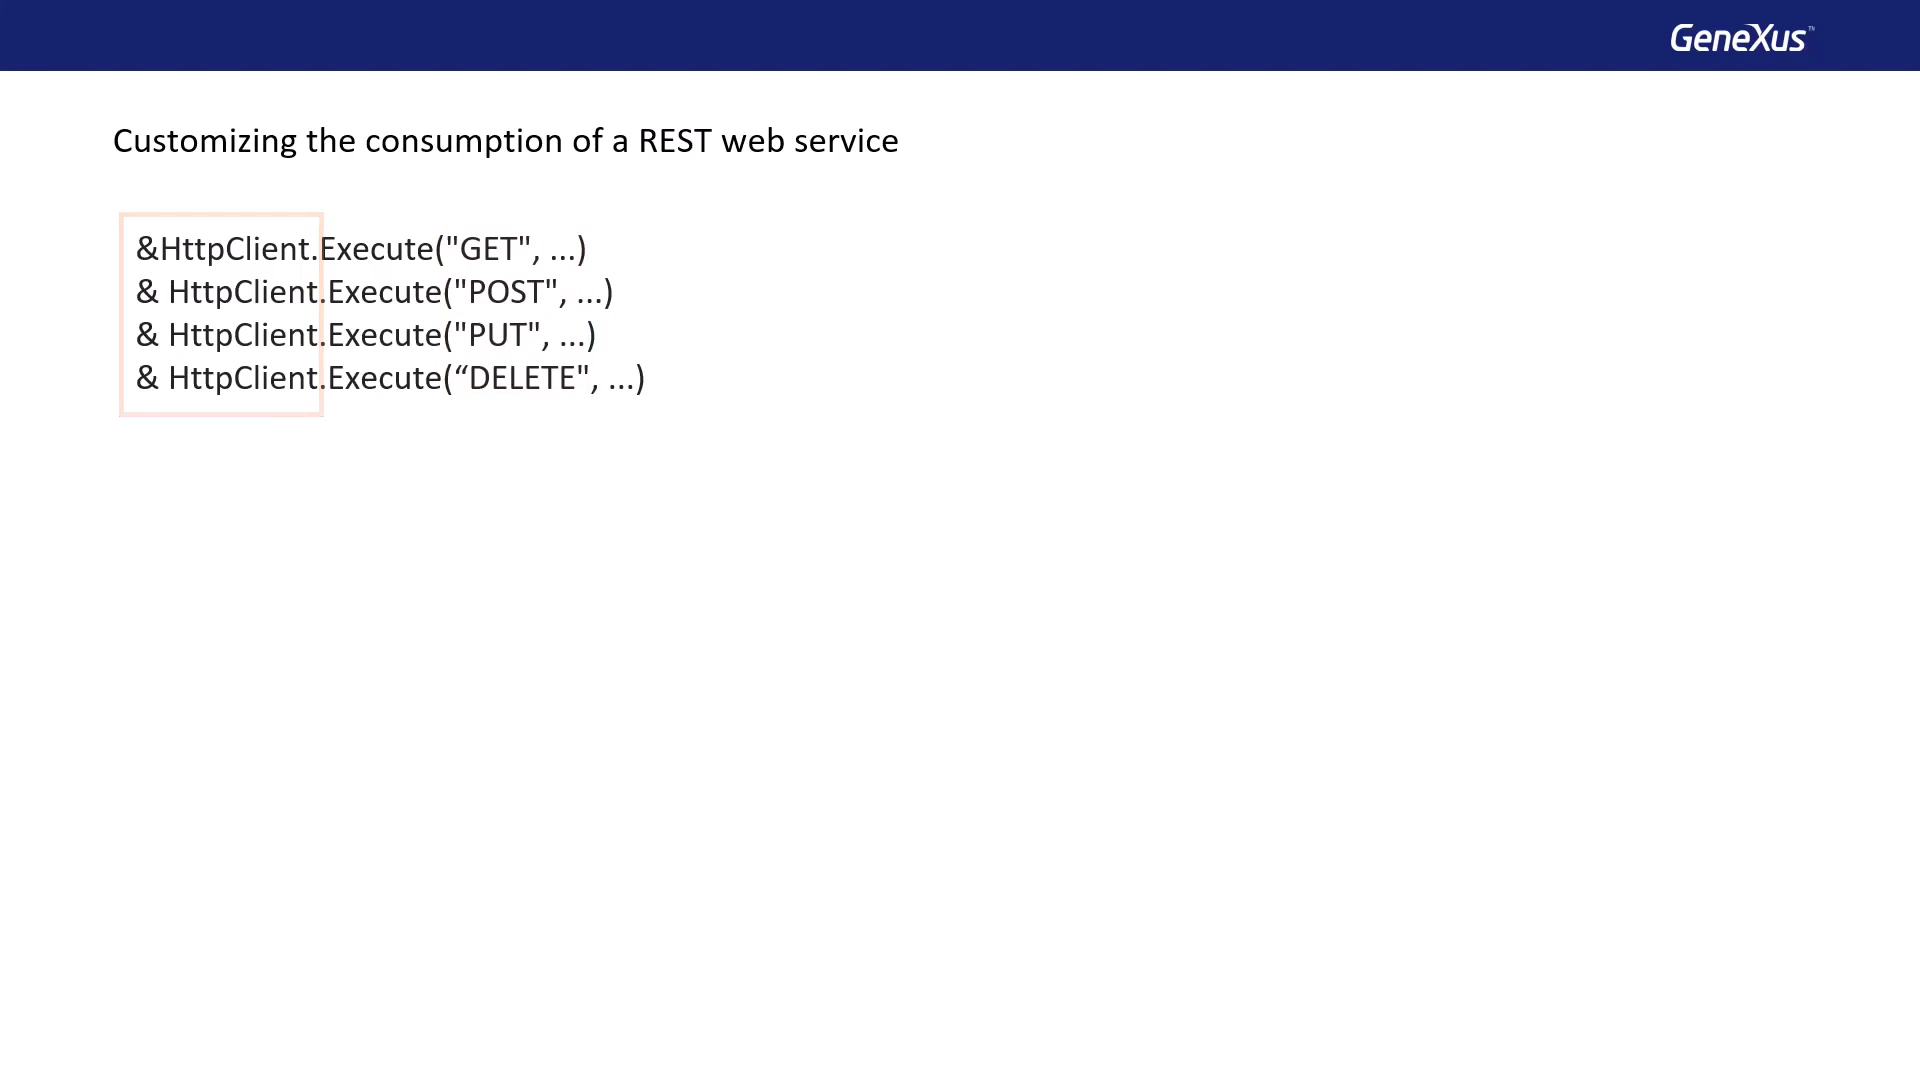 GeneXus™
Customizing the consumption of a REST web service
&HttpClient.Execute("GET", ...)
& HttpClient.Execute("POST", ...)
& HttpClient.Execute("PUT", ...)
& HttpClient.Execute(“DELETE", ...)